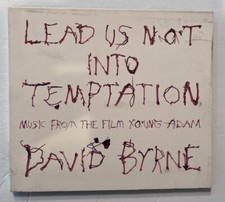 LEAD US NOT
INTO
TEMPTATION
MUSIC FROM THE FILM YOUNG ADAM
DAVID BYRNE